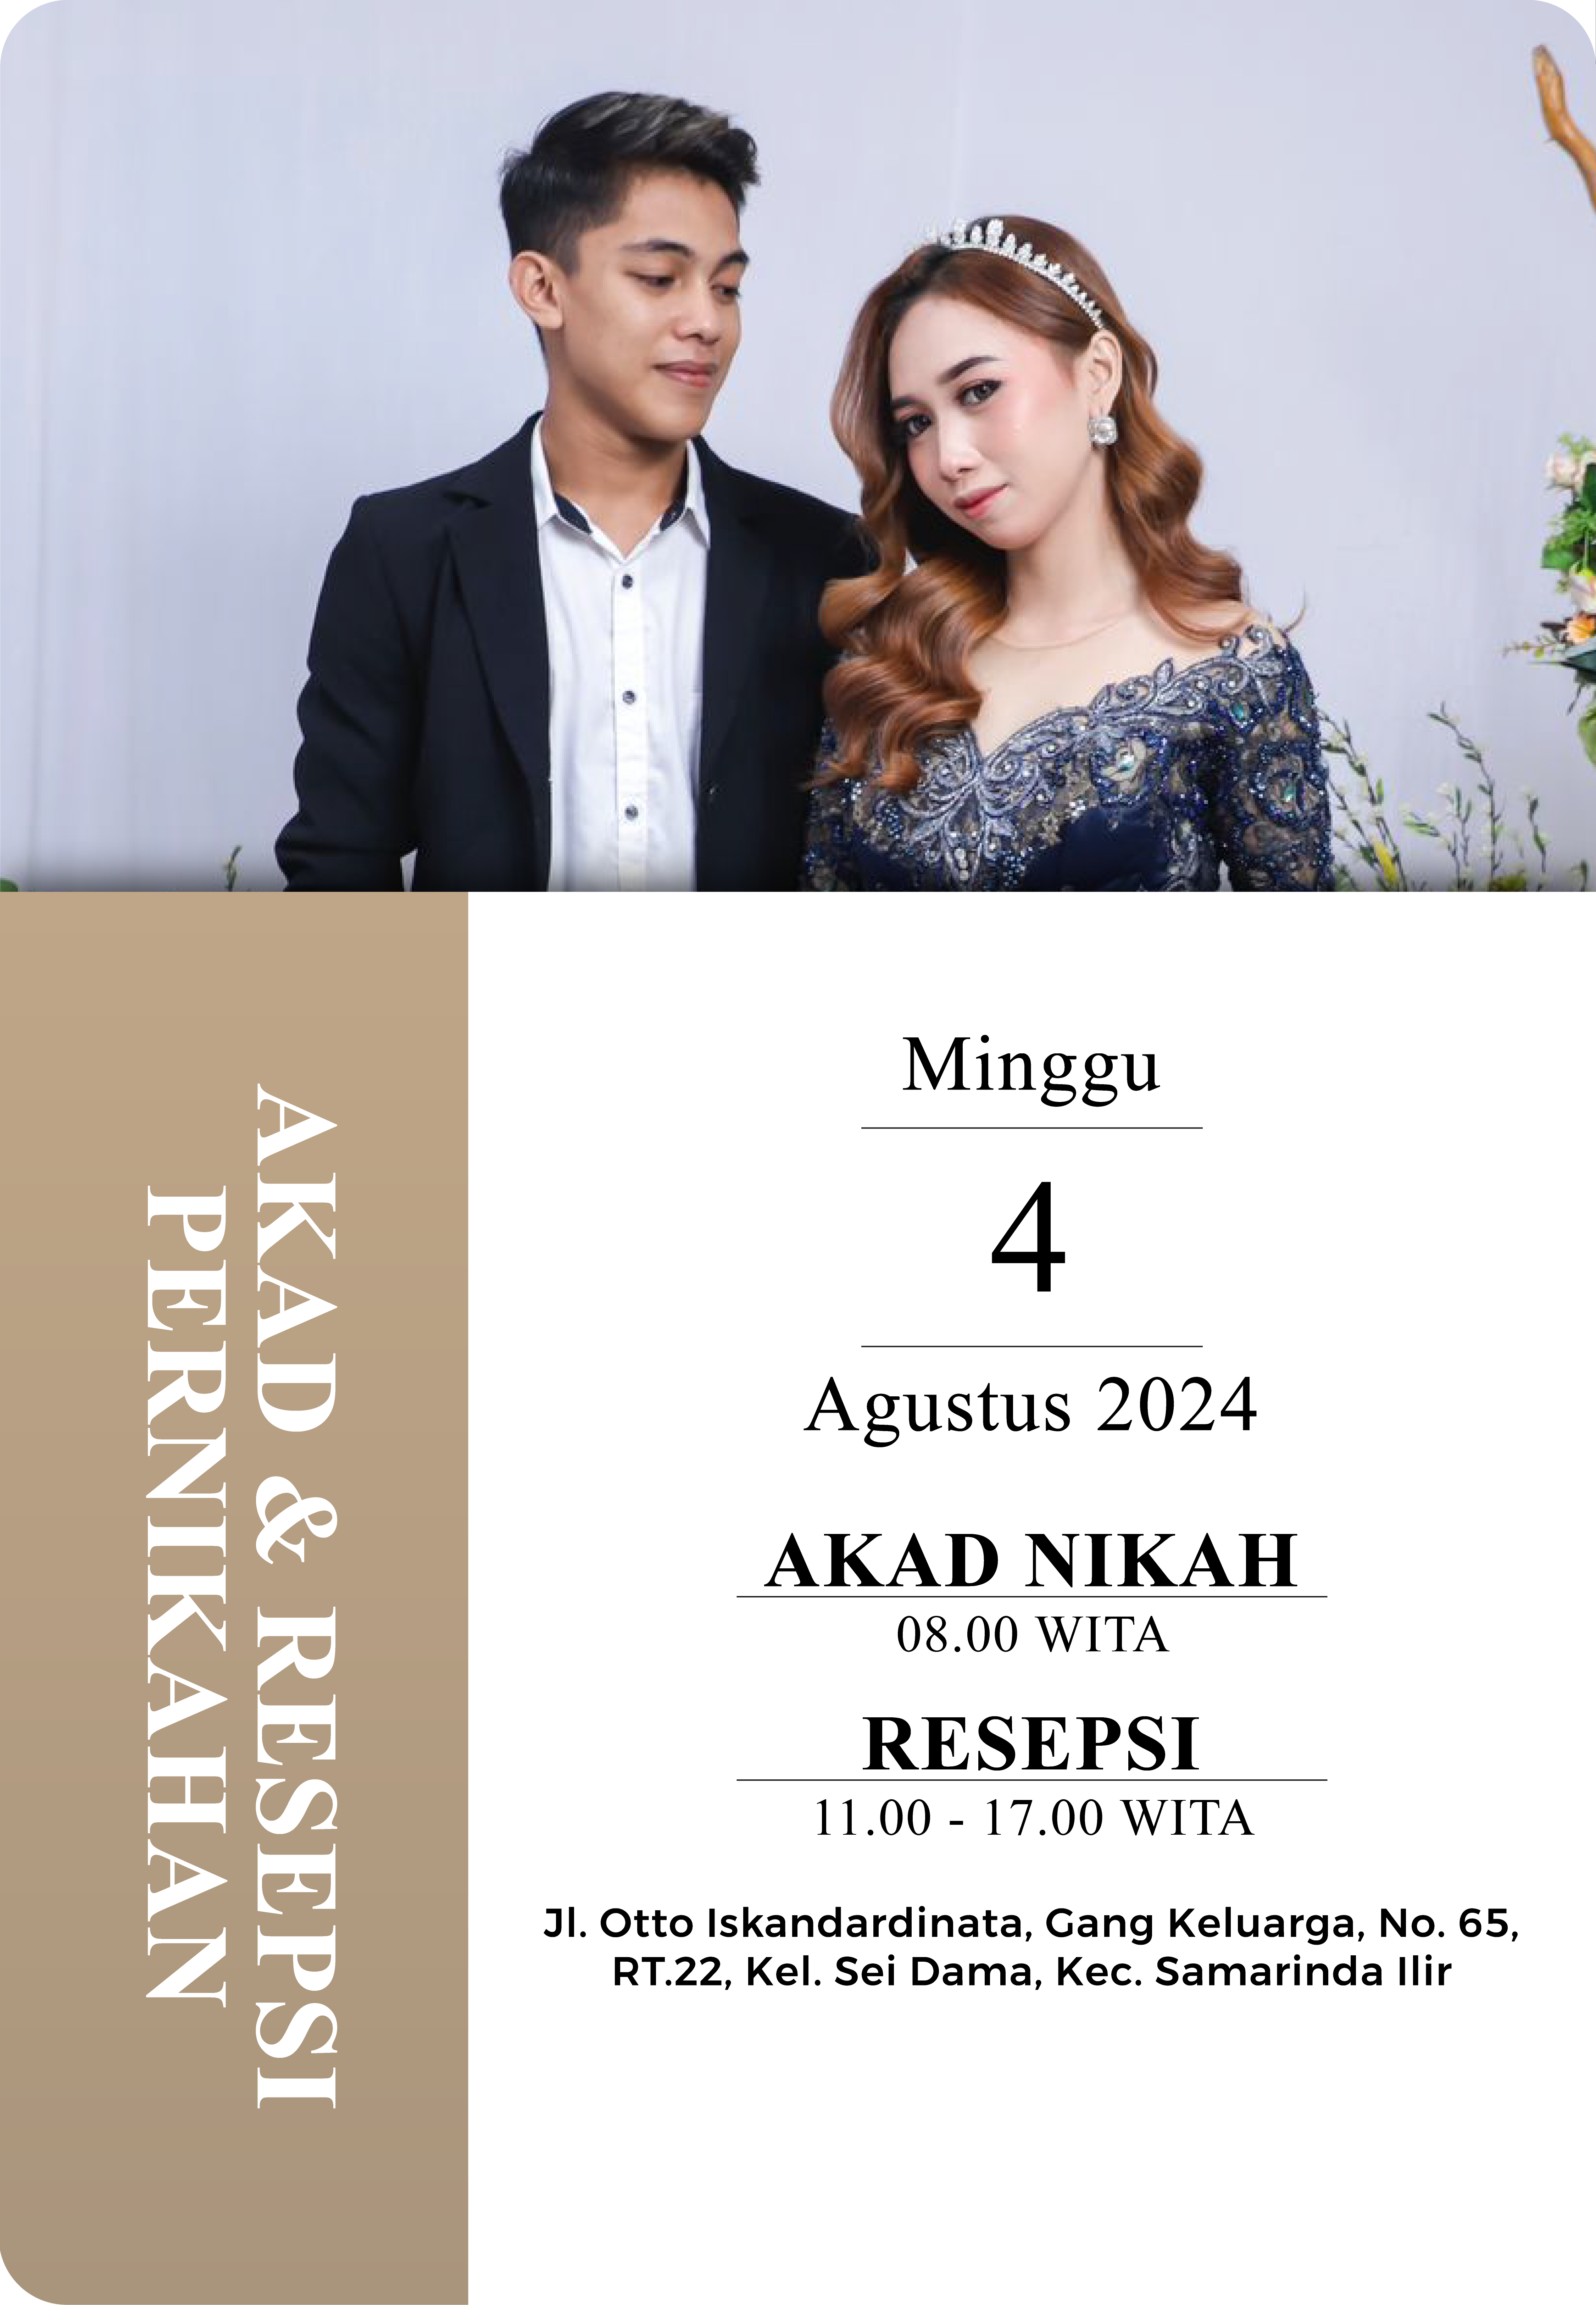 AKAD & RESEPSI
PERNIKAHAN
Minggu
4
Agustus 2024
AKAD NIKAH
08.00 WITA
RESEPSI
11.00 - 17.00 WITA
Jl. Otto Iskandardinata, Gang Keluarga, No. 65,
RT.22, Kel. Sei Dama, Kec. Samarinda Ilir